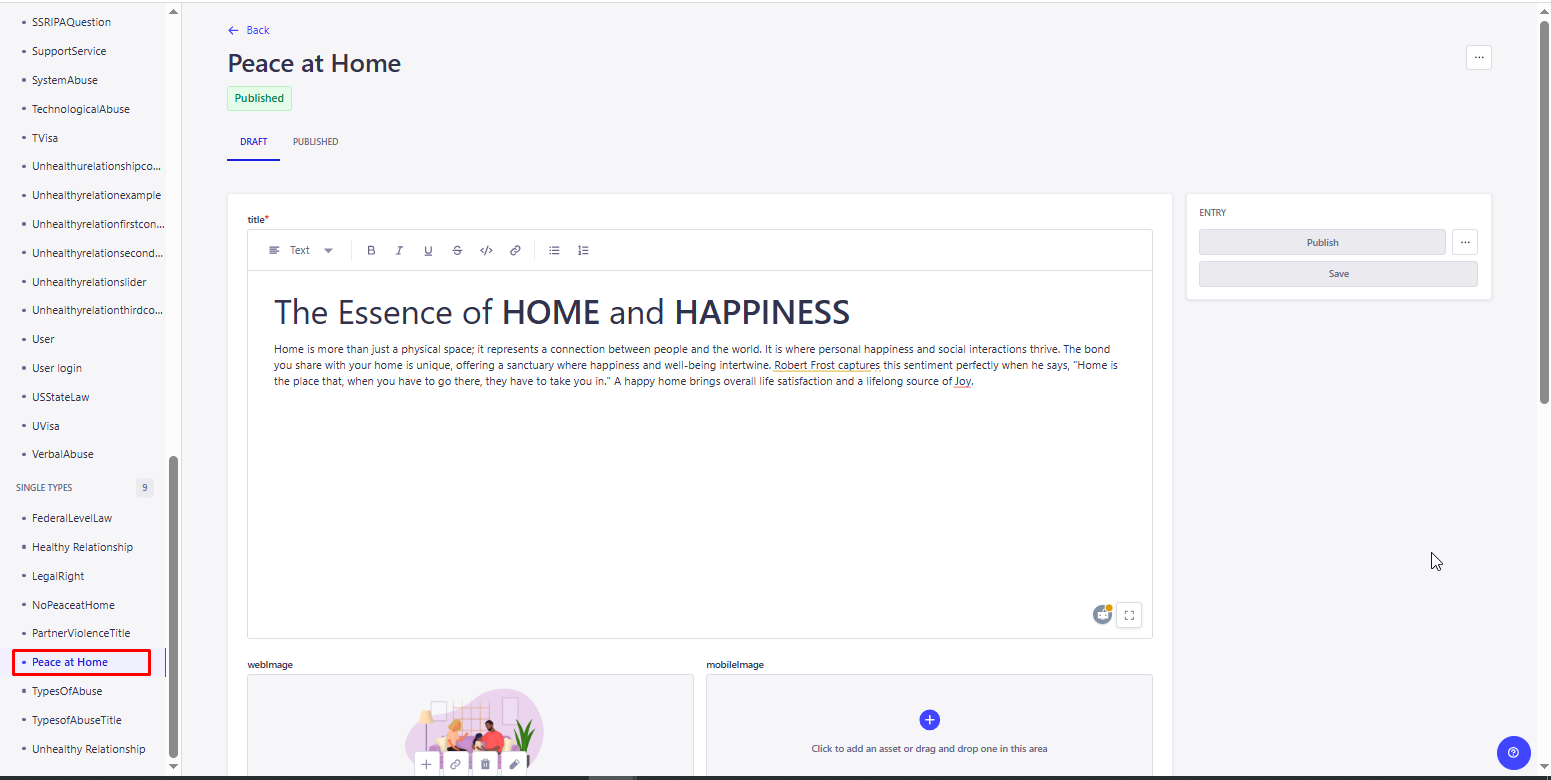 SSRIPAQuestion
SupportService
SystemAbuse
TechnologicalAbuse
TVisa
Unhealthurelationshipco...
Unhealthyrelationexample
Unhealthyrelationfirstcon...
Unhealthyrelationsecond...
Unhealthyrelationslider
Unhealthyrelationthirdco...
User
User login
USStateLaw
UVisa
VerbalAbuse
SINGLE TYPES 9
FederalLevelLaw
Healthy Relationship
LegalRight
NoPeaceatHome
PartnerViolenceTitle
Peace at Home
TypesOfAbuse
TypesofAbuseTitle
Unhealthy Relationship
Back
Peace at Home
Published
DRAFT PUBLISHED
title*
Text B I U S
The Essence of HOME and HAPPINESS
Home is more than just a physical space; it represents a connection between people and the world. It is where personal happiness and social interactions thrive. The bond
you share with your home is unique, offering a sanctuary where happiness and well-being intertwine. Robert Frost captures this sentiment perfectly when he says, "Home is
the place that, when you have to go there, they have to take you in." A happy home brings overall life satisfaction and a lifelong source of Joy.
webImage
mobileImage
Click to add an asset or drag and drop one in this area
ENTRY
Publish
Save